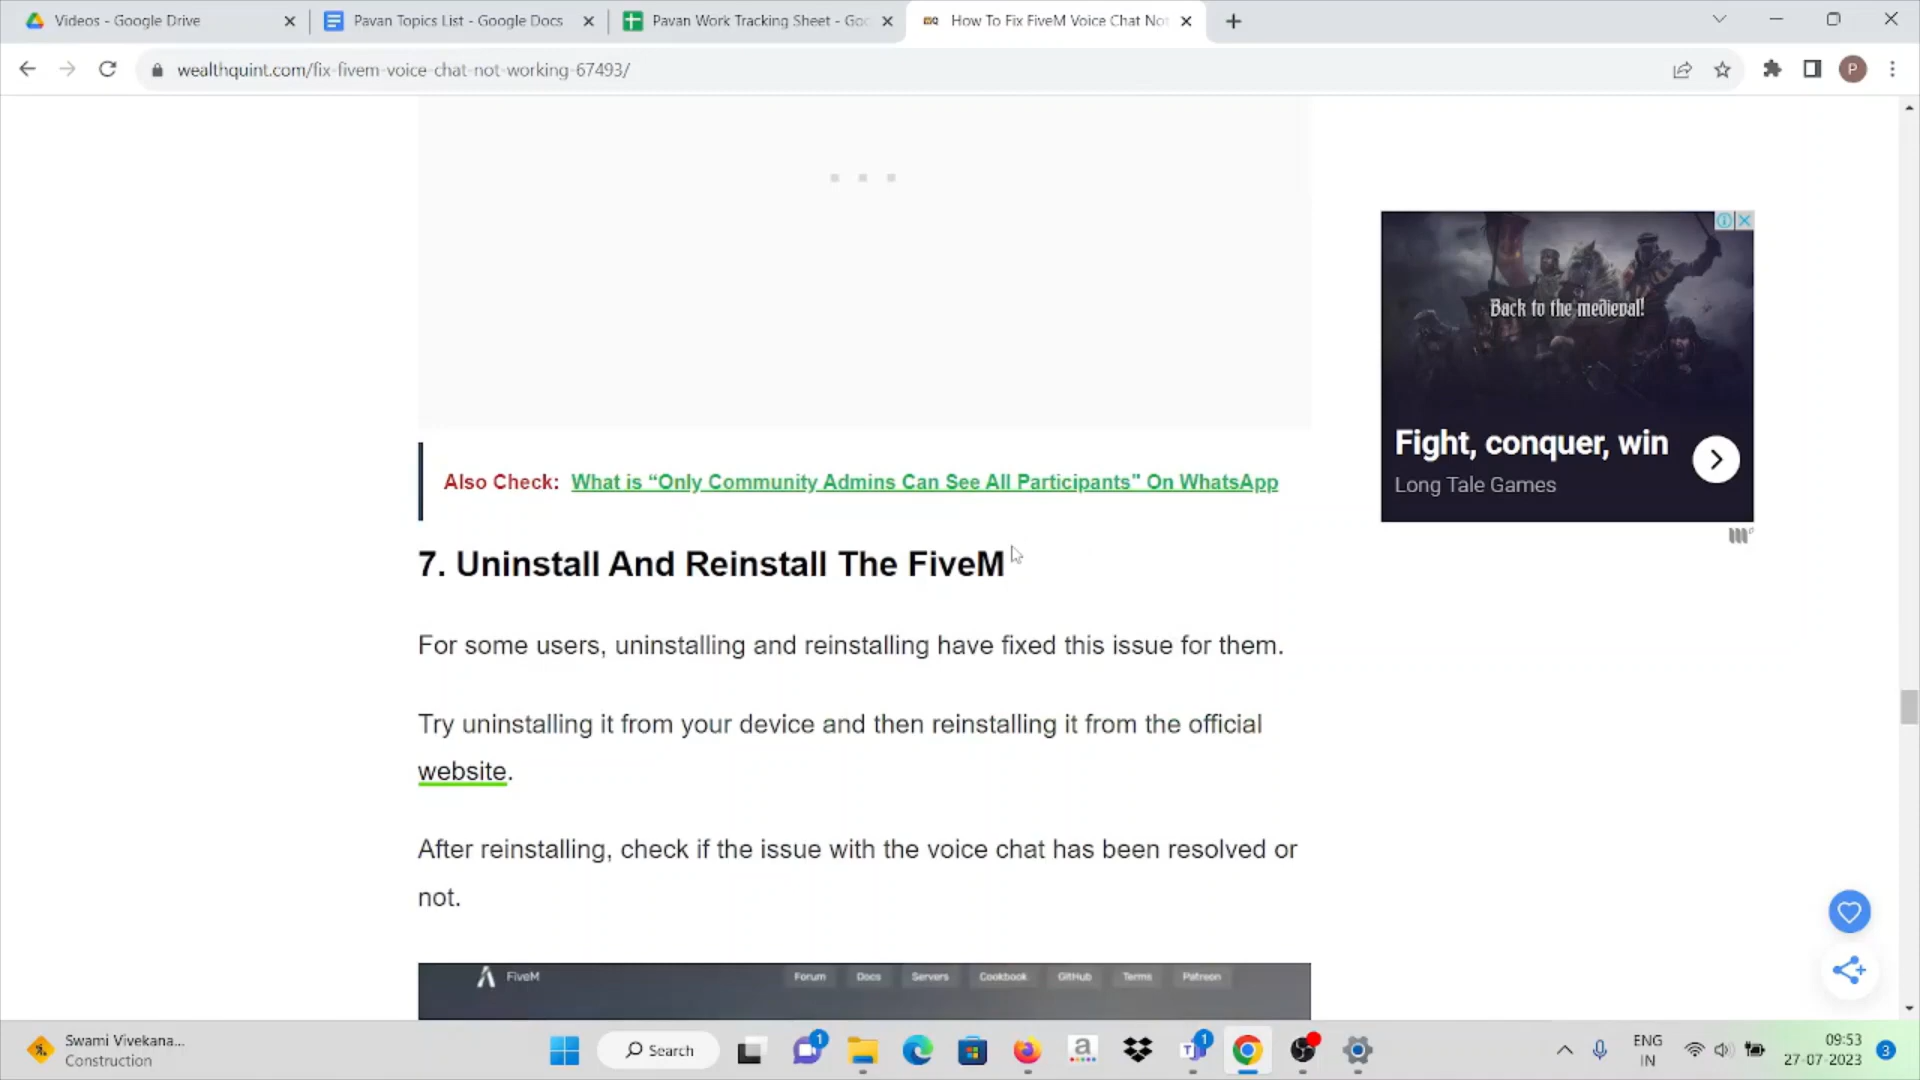 Videos - Google Drive
Pavan Topics List - Google Docs
Pavan Work Tracking Sheet - Goo
How To Fix FiveM Voice Chat Not
wealthquint.com/fix-fivem-voice-chat-not-working-67493/
P
Back to the medieval!
Fight, conquer, win
Long Tale Games
Also Check: What is “Only Community Admins Can See All Participants” On WhatsApp
7. Uninstall And Reinstall The FiveM
For some users, uninstalling and reinstalling have fixed this issue for them.
Try uninstalling it from your device and then reinstalling it from the official
website.
After reinstalling, check if the issue with the voice chat has been resolved or
not.
FiveM
Forum
Docs
Servers
Cookbook
GitHub
Terms
Patreon
Swami Vivekana...
Construction
Search
1
a
1
ENG
IN
09:53
27-07-2023
3